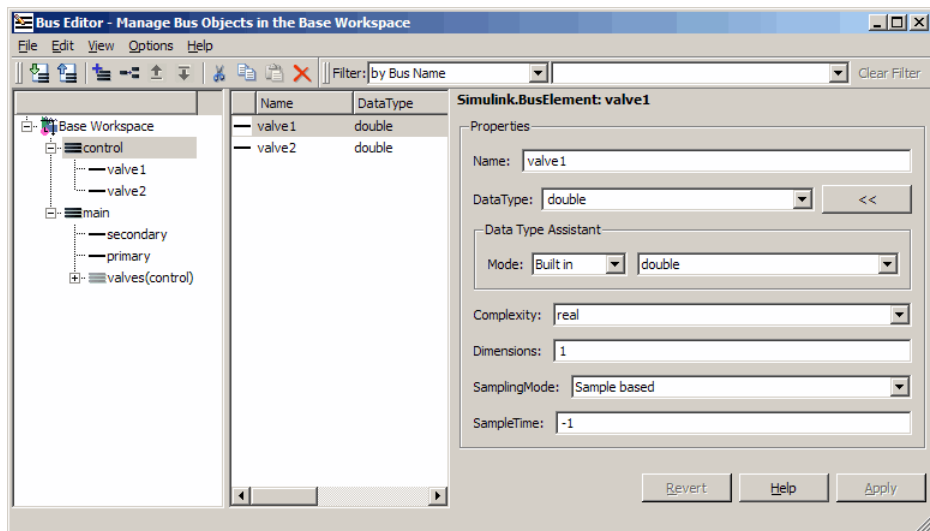 Bus Editor - Manage Bus Objects in the Base Workspace
File Edit View Options Help
Filter: by Bus Name Clear Filter
Base Workspace
control
valve1
valve2
main
secondary
primary
valves(control)
Name DataType
valve1 double
valve2 double
Simulink.BusElement: valve1
Properties
Name: valve1
DataType: double <<
Data Type Assistant
Mode: Built in double
Complexity: real
Dimensions: 1
SamplingMode: Sample based
SampleTime: -1
Revert Help Apply